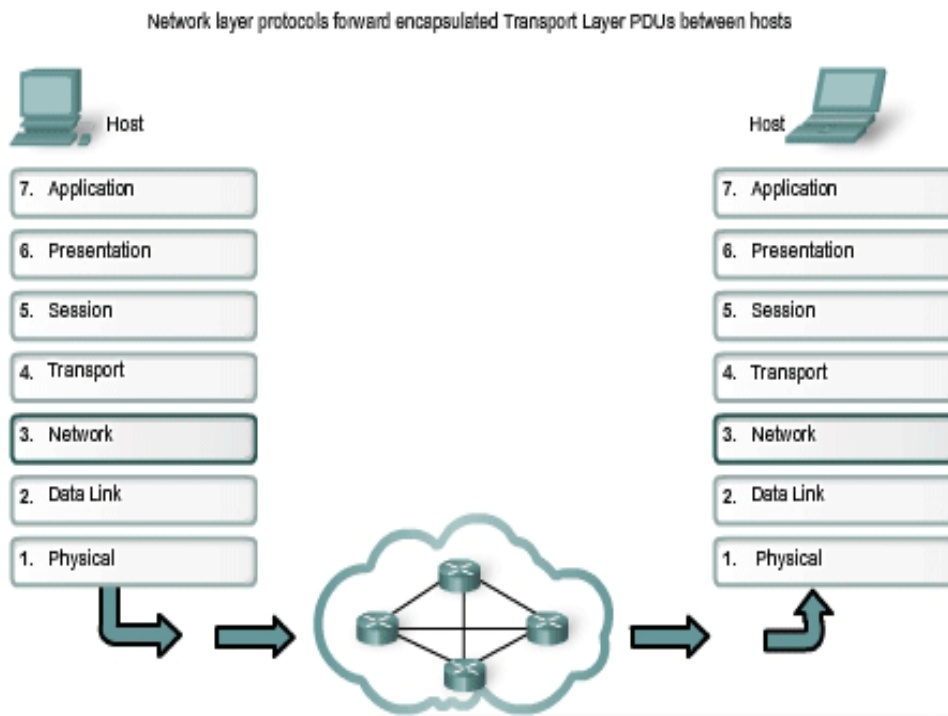 Network layer protocols forward encapsulated Transport Layer PDUs between hosts
Host
7. Application
6. Presentation
5. Session
4. Transport
3. Network
2. Data Link
1. Physical
Host
7. Application
6. Presentation
5. Session
4. Transport
3. Network
2. Data Link
1. Physical